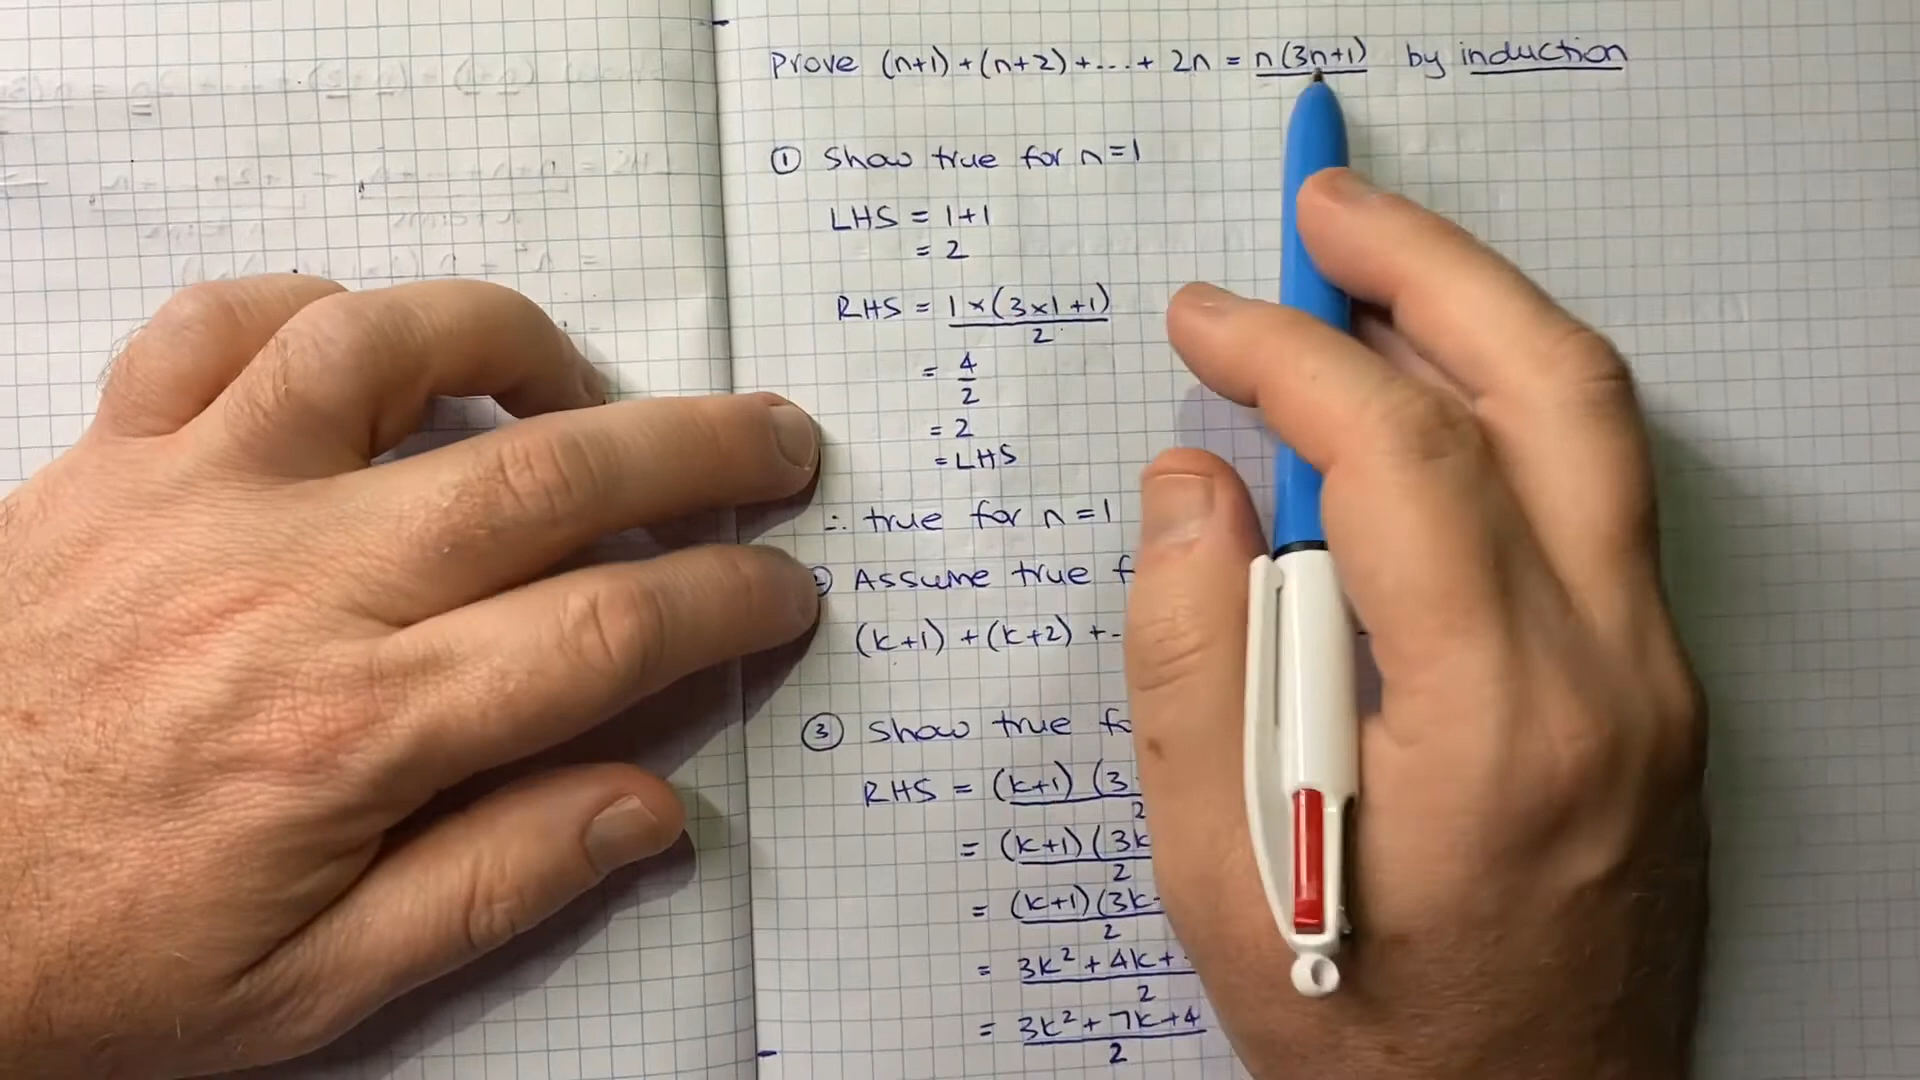 Prove (n+1) + (n+2) + ... + 2n = n(3n+1) by induction
① Show true for n=1
LHS = 1+1
= 2
RHS = 1×(3×1+1)
2
= 4
2
= 2
= LHS
∴ true for n=1
Assume true f
(k+1) + (k+2) + -
③ Show true fo
RHS = (k+1) (3
2
= (k+1)(3k
2
= (k+1)(3k
2
= 3k² + 4k +
2
= 3k² + 7k + 4
2